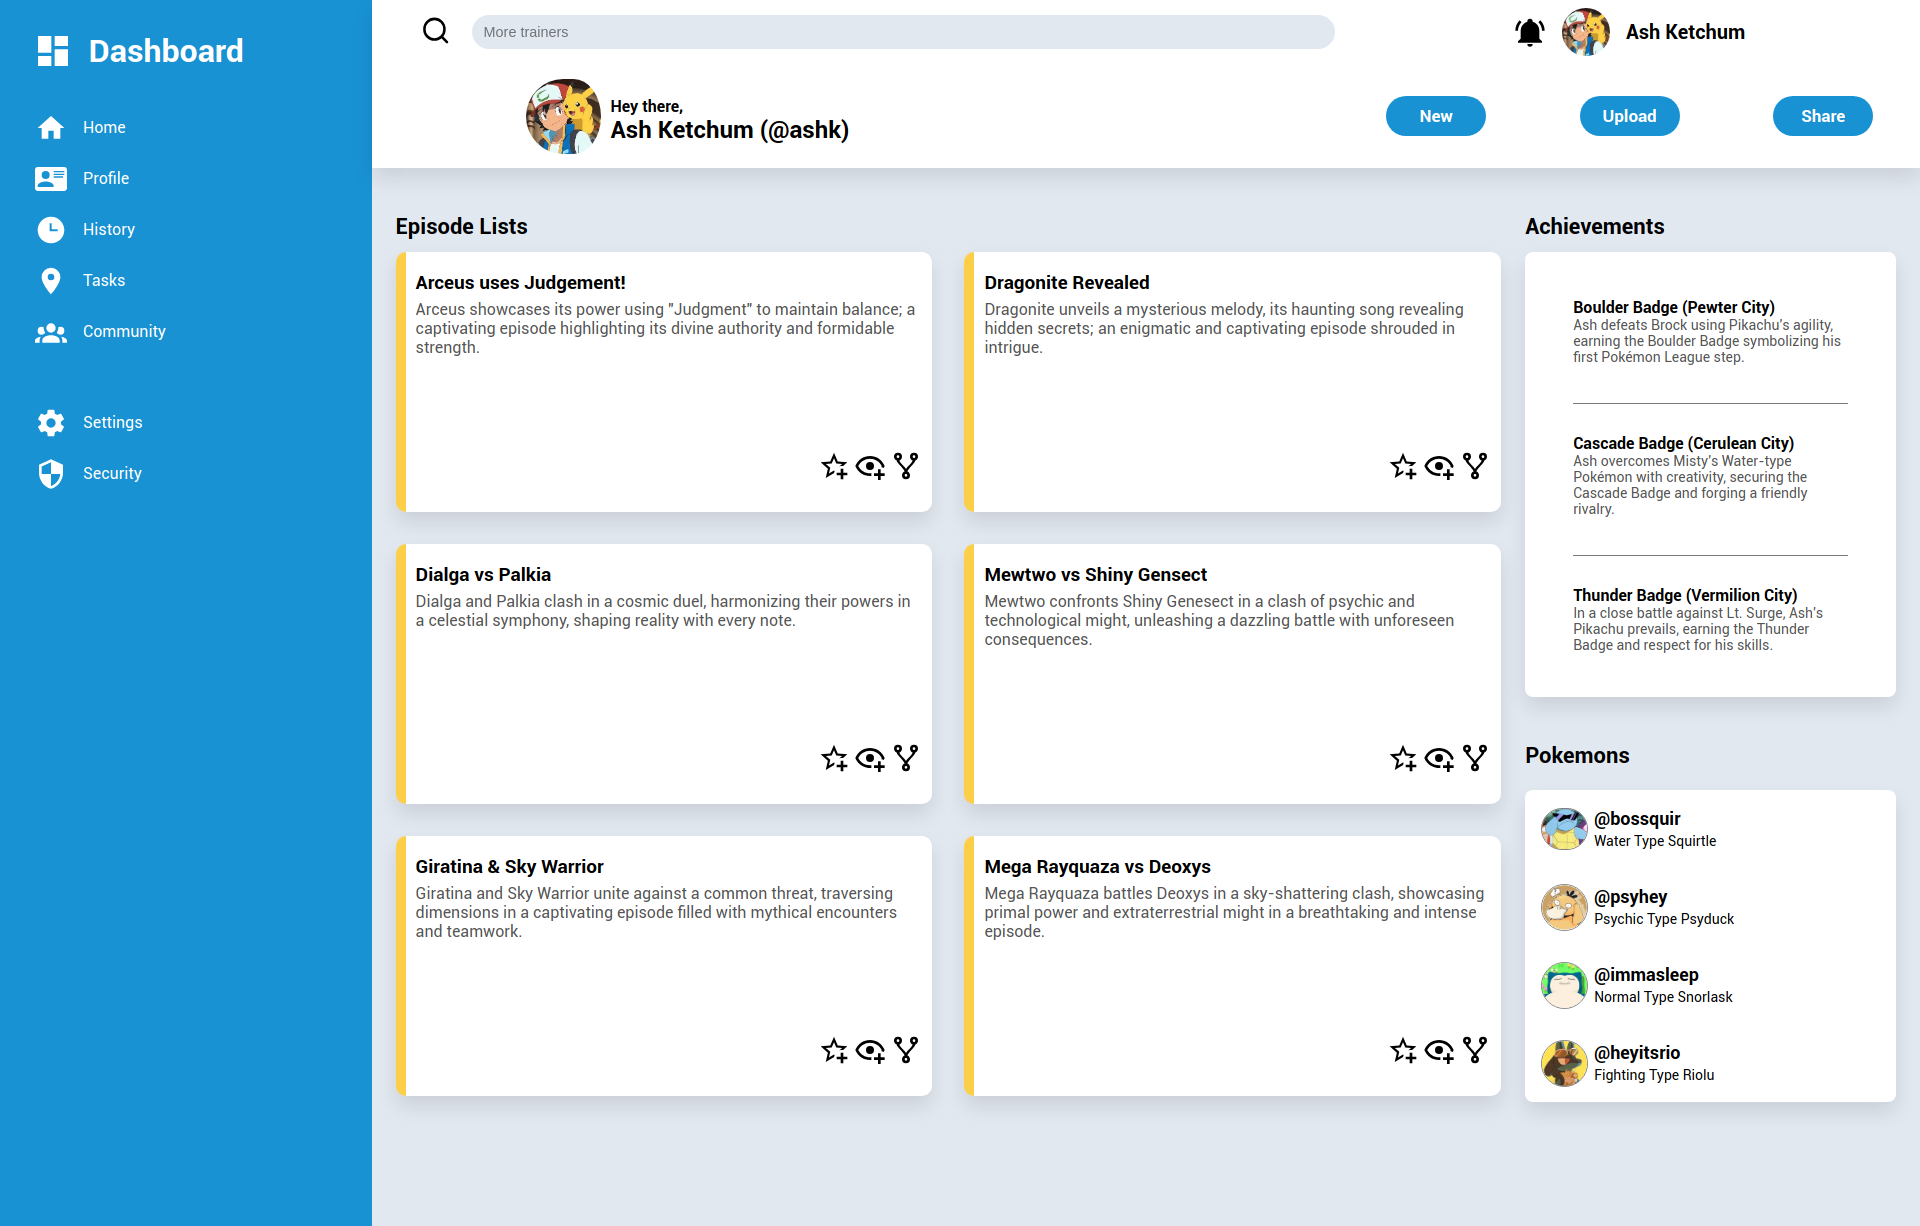 Dashboard
Home
Profile
History
Tasks
Community
Settings
Security
More trainers
Ash Ketchum
Hey there,
Ash Ketchum (@ashk)
New
Upload
Share
Episode Lists
Arceus uses Judgement!
Arceus showcases its power using "Judgment" to maintain balance; a
captivating episode highlighting its divine authority and formidable
strength.
Dragonite Revealed
Dragonite unveils a mysterious melody, its haunting song revealing
hidden secrets; an enigmatic and captivating episode shrouded in
intrigue.
Dialga vs Palkia
Dialga and Palkia clash in a cosmic duel, harmonizing their powers in
a celestial symphony, shaping reality with every note.
Mewtwo vs Shiny Gensect
Mewtwo confronts Shiny Genesect in a clash of psychic and
technological might, unleashing a dazzling battle with unforeseen
consequences.
Giratina & Sky Warrior
Giratina and Sky Warrior unite against a common threat, traversing
dimensions in a captivating episode filled with mythical encounters
and teamwork.
Mega Rayquaza vs Deoxys
Mega Rayquaza battles Deoxys in a sky-shattering clash, showcasing
primal power and extraterrestrial might in a breathtaking and intense
episode.
Achievements
Boulder Badge (Pewter City)
Ash defeats Brock using Pikachu's agility,
earning the Boulder Badge symbolizing his
first Pokémon League step.
Cascade Badge (Cerulean City)
Ash overcomes Misty's Water-type
Pokémon with creativity, securing the
Cascade Badge and forging a friendly
rivalry.
Thunder Badge (Vermilion City)
In a close battle against Lt. Surge, Ash's
Pikachu prevails, earning the Thunder
Badge and respect for his skills.
Pokemons
@bossquir
Water Type Squirtle
@psyhey
Psychic Type Psyduck
@immasleep
Normal Type Snorlask
@heyitsrio
Fighting Type Riolu